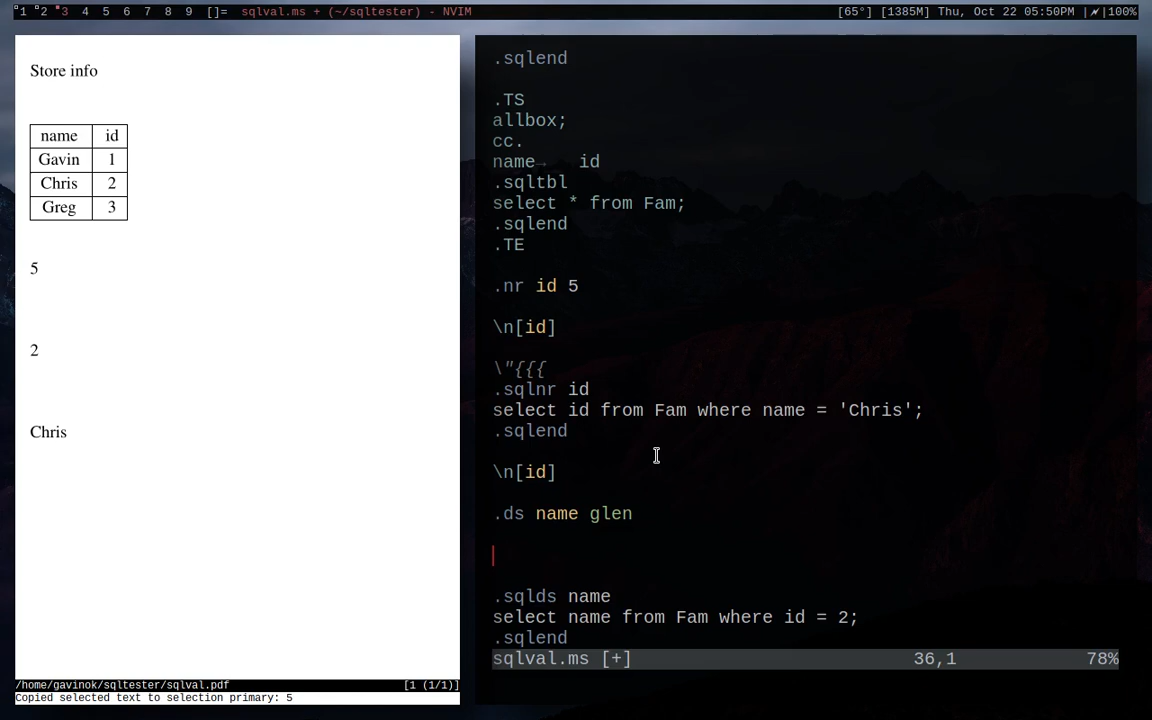 1 2 3 4 5 6 7 8 9 []= sqlval.ms + (~/sqltester) - NVIM [65°] [1385M] Thu, Oct 22 05:50PM |⚡|100%
Store info
name id
Gavin 1
Chris 2
Greg 3
5
2
Chris
/home/gavinok/sqltester/sqlval.pdf [1 (1/1)]
Copied selected text to selection primary: 5
.sqlend
.TS
allbox;
cc.
name→ id
.sqltbl
select * from Fam;
.sqlend
.TE
.nr id 5
\n[id]
\"{{{
.sqlnr id
select id from Fam where name = 'Chris';
.sqlend
\n[id]
.ds name glen
.sqlds name
select name from Fam where id = 2;
.sqlend
sqlval.ms [+] 36,1 78%